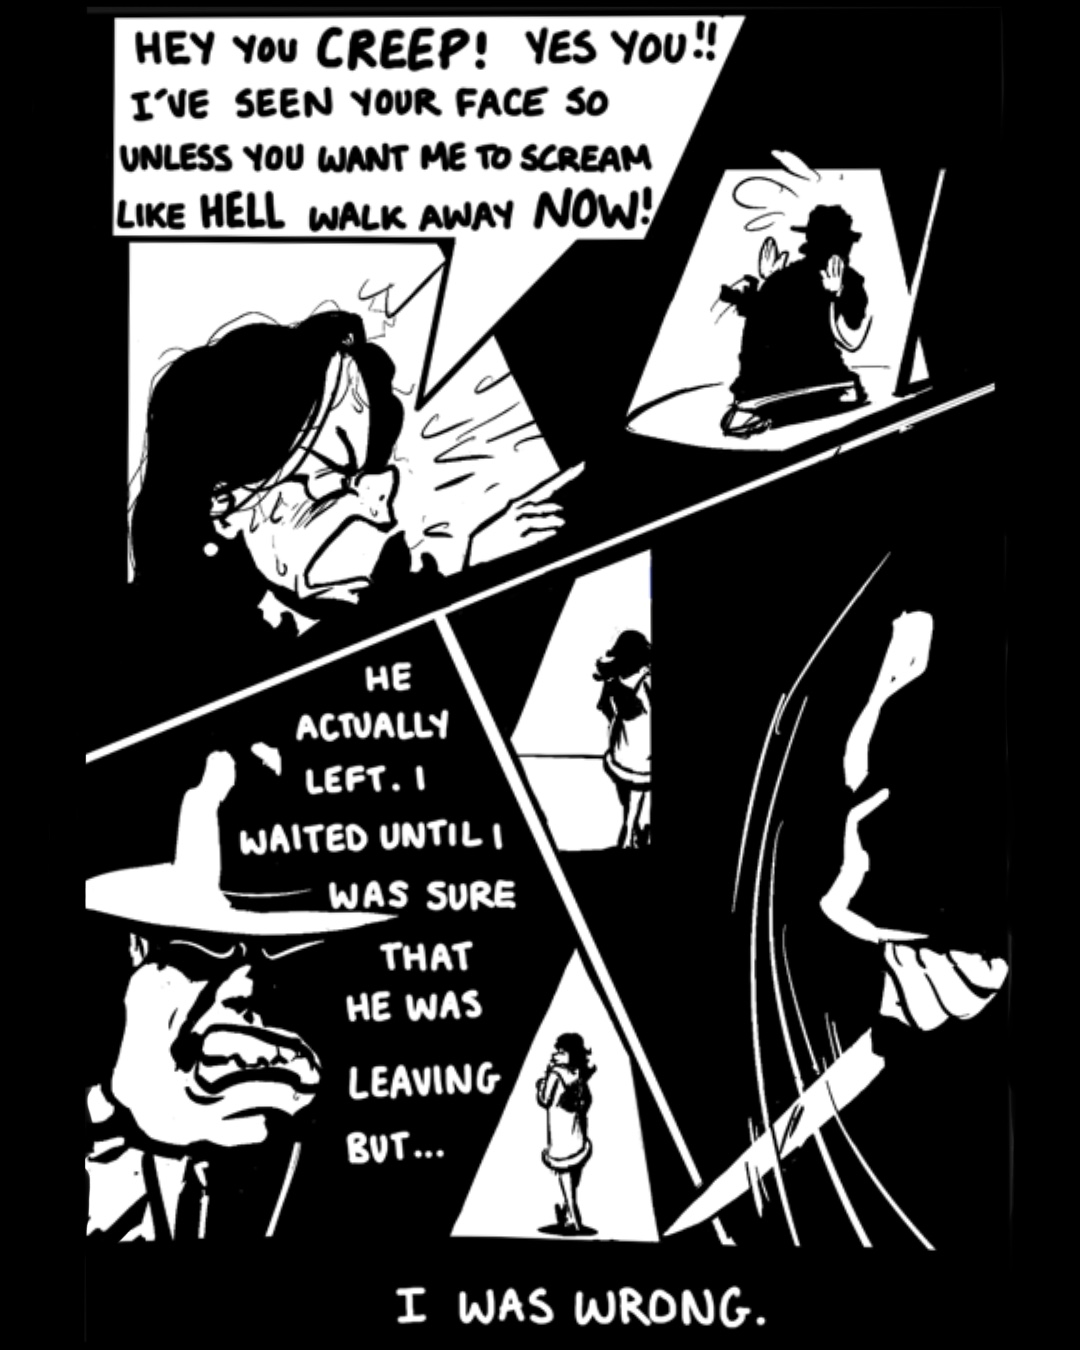 HEY YOU CREEP! YES YOU!!
I'VE SEEN YOUR FACE SO
UNLESS YOU WANT ME TO SCREAM
LIKE HELL WALK AWAY NOW!
HE
ACTUALLY
LEFT. I
WAITED UNTIL I
WAS SURE
THAT
HE WAS
LEAVING
BUT...
I WAS WRONG.